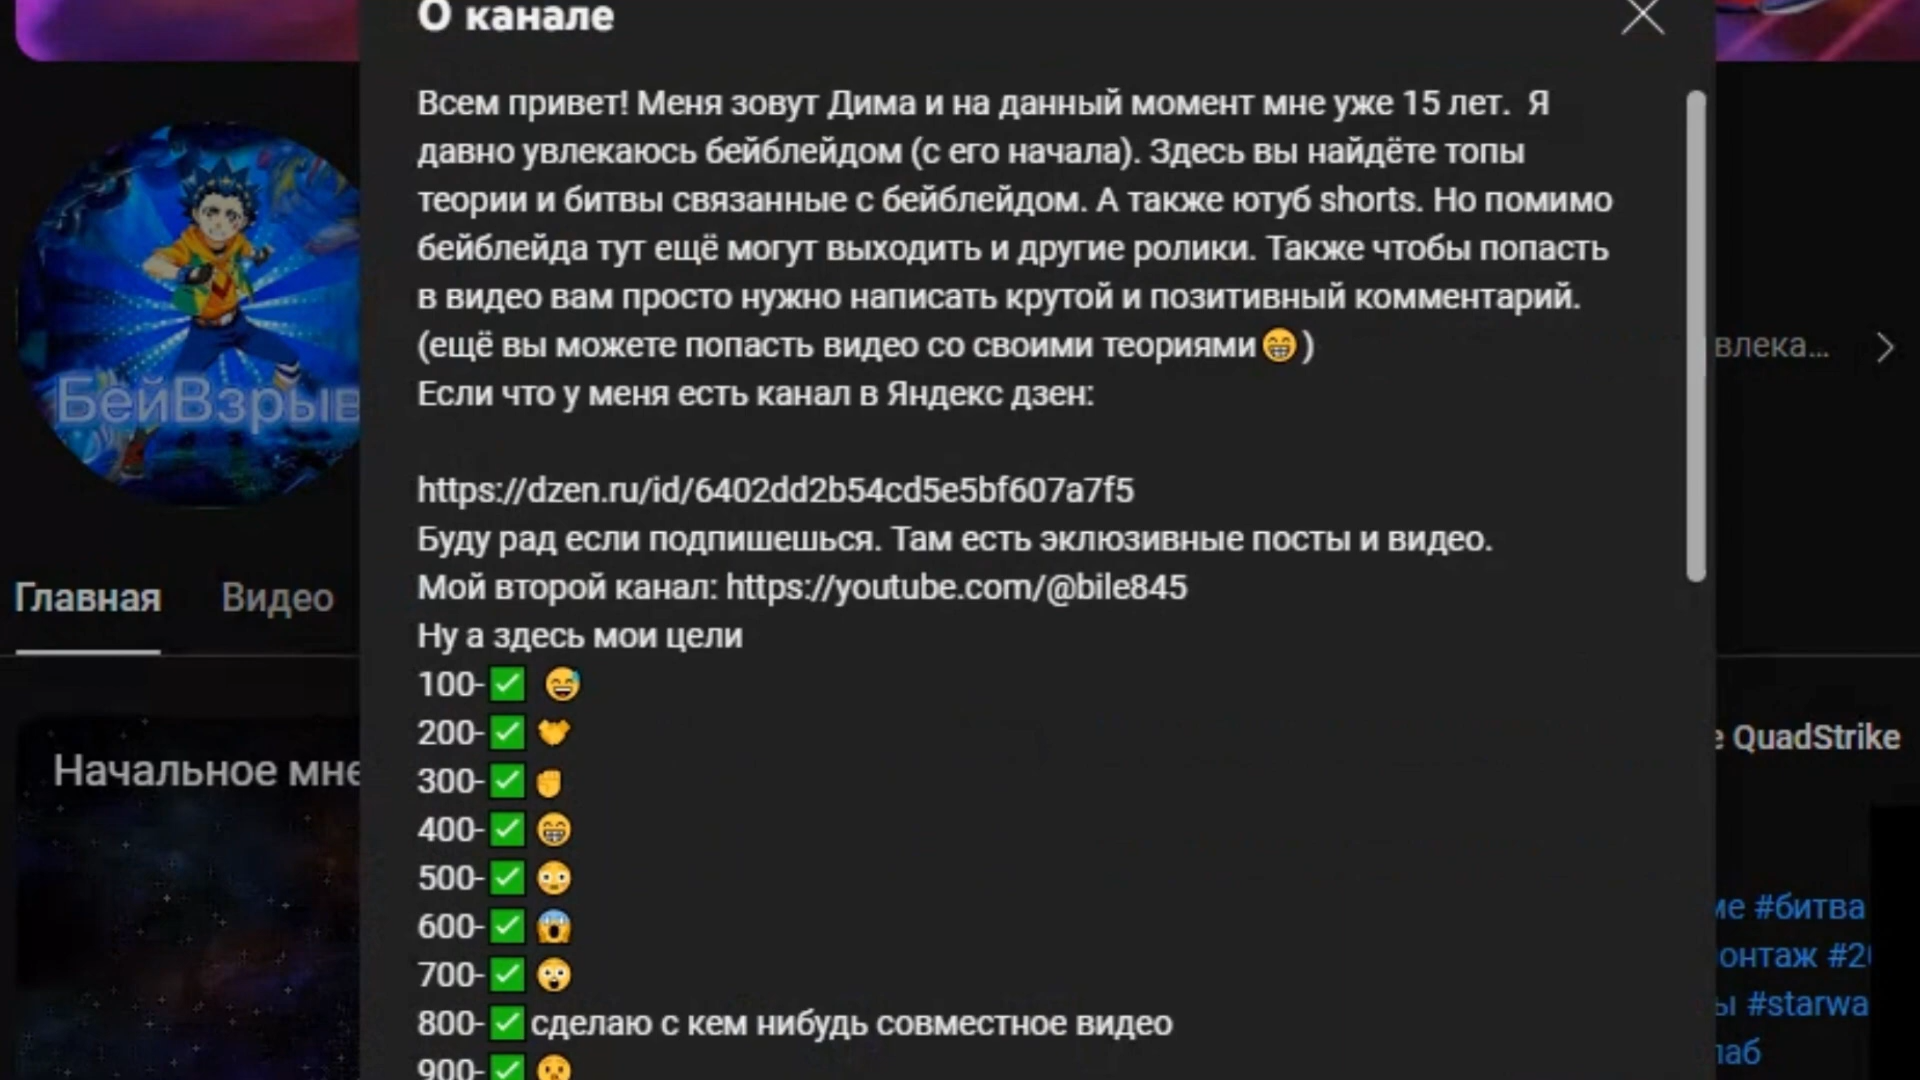 О канале
Всем привет! Меня зовут Дима и на данный момент мне уже 15 лет. Я
давно увлекаюсь бейблейдом (с его начала). Здесь вы найдёте топы
теории и битвы связанные с бейблейдом. А также ютуб shorts. Но помимо
бейблейда тут ещё могут выходить и другие ролики. Также чтобы попасть
в видео вам просто нужно написать крутой и позитивный комментарий.
(ещё вы можете попасть видео со своими теориями😁)
Если что у меня есть канал в Яндекс дзен:
https://dzen.ru/id/6402dd2b54cd5e5bf607a7f5
Буду рад если подпишешься. Там есть эклюзивные посты и видео.
Мой второй канал: https://youtube.com/@bile845
Ну а здесь мои цели
100-✅ 😅
200-✅ 🤝
300-✅ ✊
400-✅ 😁
500-✅ 😳
600-✅ 😱
700-✅ 😲
800-✅ сделаю с кем нибудь совместное видео
900-✅ 😮
БейВзрыв
влека...
Главная
Видео
Начальное мне
е QuadStrike
ме #битва
онтаж #20
ы #starwa
лаб